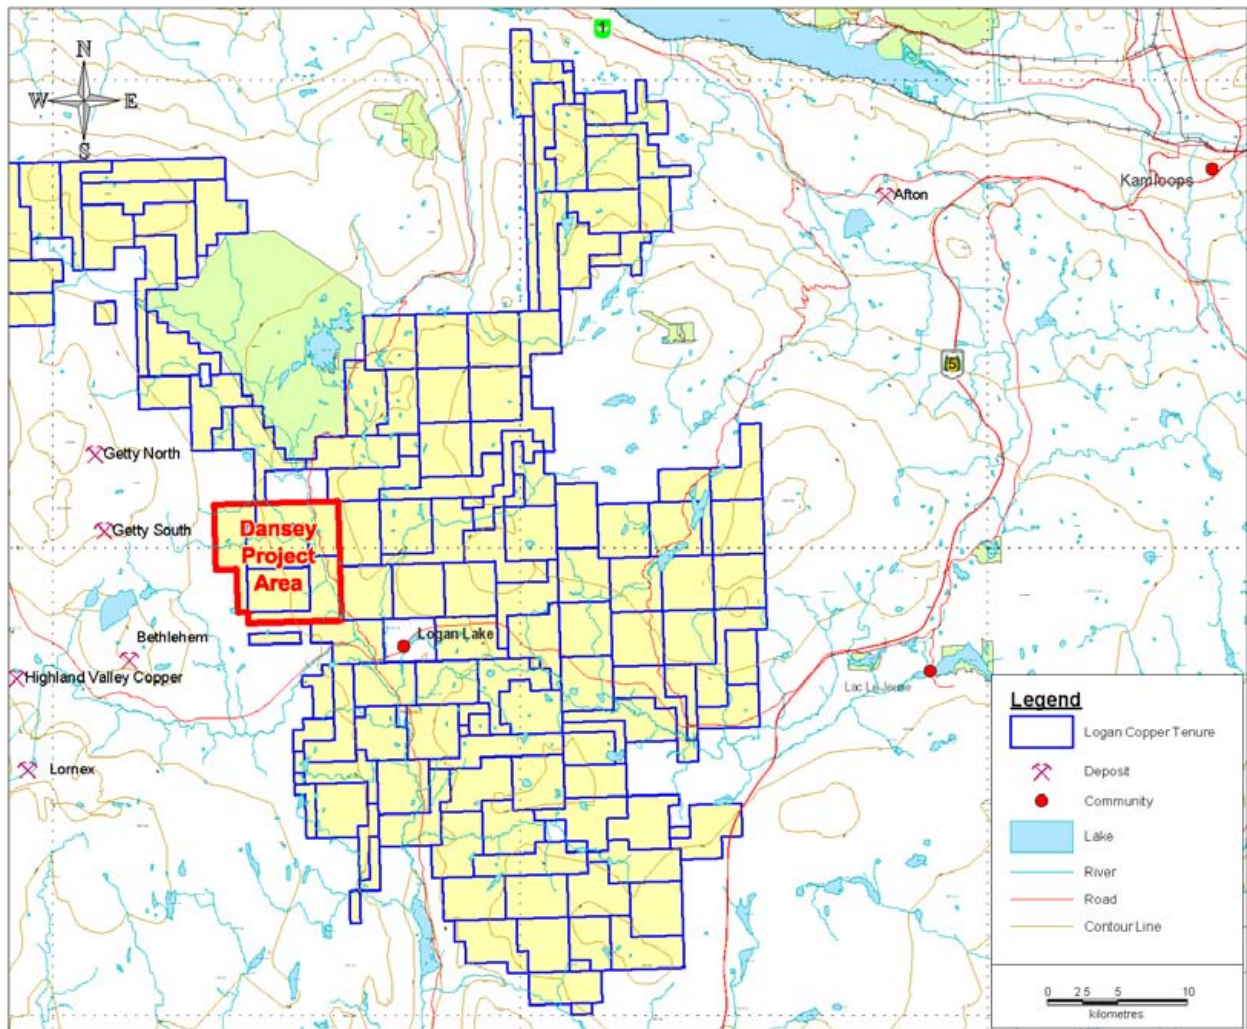 1
N
W E
S
Kamloops
Afton
5
Getty North
Getty South
Dansey
Project
Area
Bethlehem
Logan Lake
Highland Valley Copper
Lac Le Jeune
Lornex
Legend
Logan Copper Tenure
Deposit
Community
Lake
River
Road
Contour Line
0 2.5 5 10
kilometres